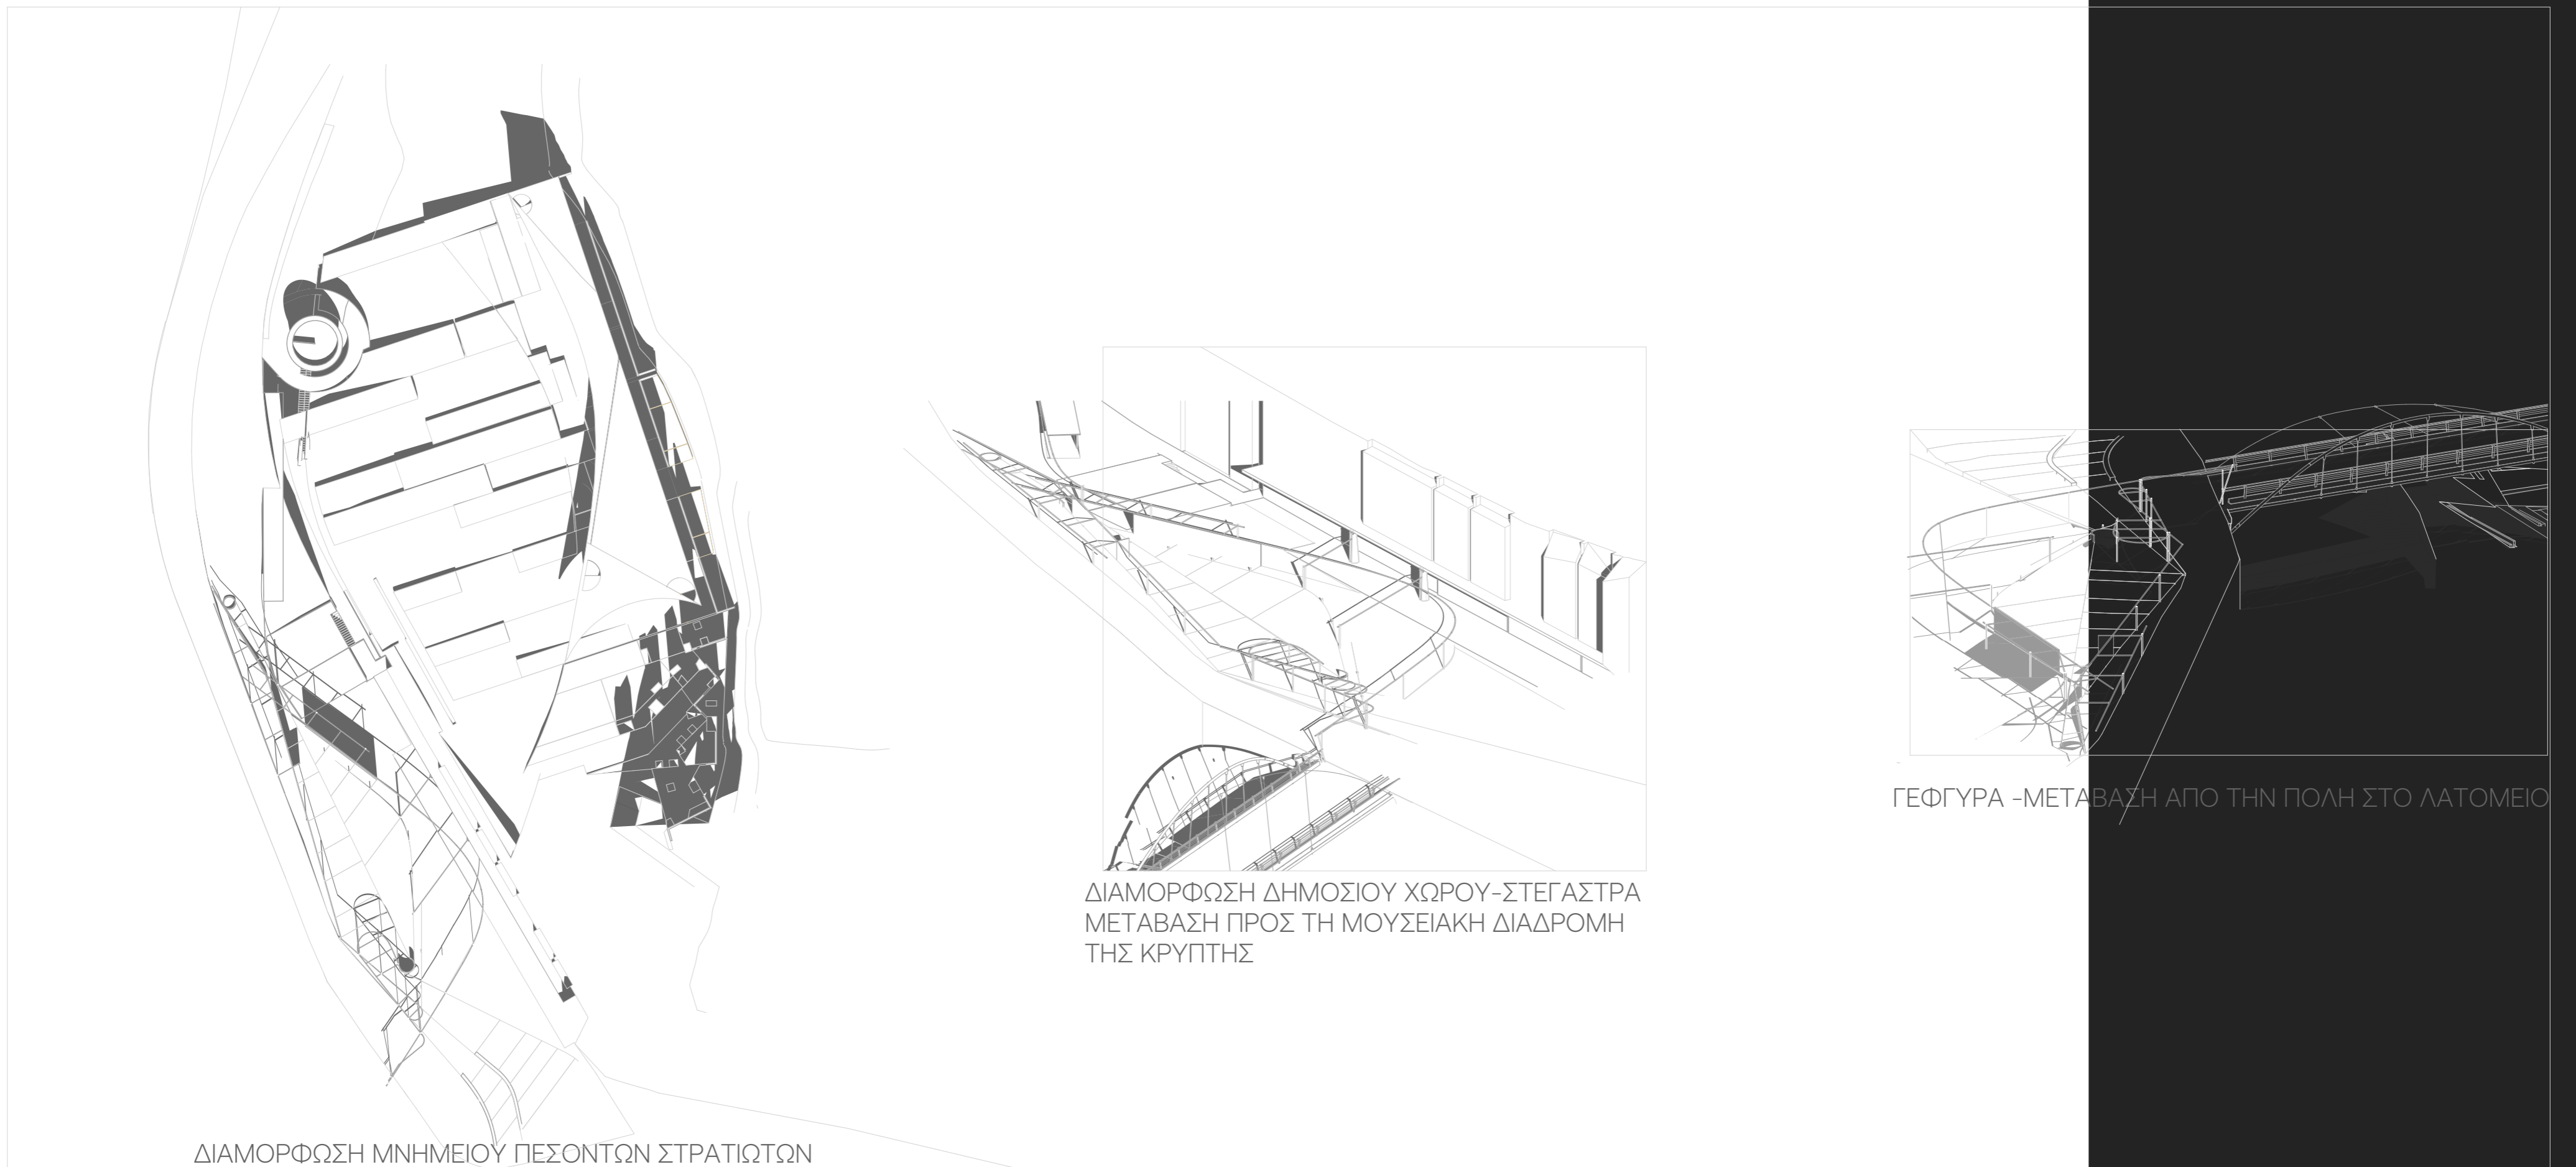 ΔΙΑΜΟΡΦΩΣΗ ΜΝΗΜΕΙΟΥ ΠΕΣΟΝΤΩΝ ΣΤΡΑΤΙΩΤΩΝ
ΔΙΑΜΟΡΦΩΣΗ ΔΗΜΟΣΙΟΥ ΧΩΡΟΥ-ΣΤΕΓΑΣΤΡΑ
ΜΕΤΑΒΑΣΗ ΠΡΟΣ ΤΗ ΜΟΥΣΕΙΑΚΗ ΔΙΑΔΡΟΜΗ
ΤΗΣ ΚΡΥΠΤΗΣ
ΓΕΦΓΥΡΑ -ΜΕΤΑΒΑΣΗ ΑΠΟ ΤΗΝ ΠΟΛΗ ΣΤΟ ΛΑΤΟΜΕΙΟ